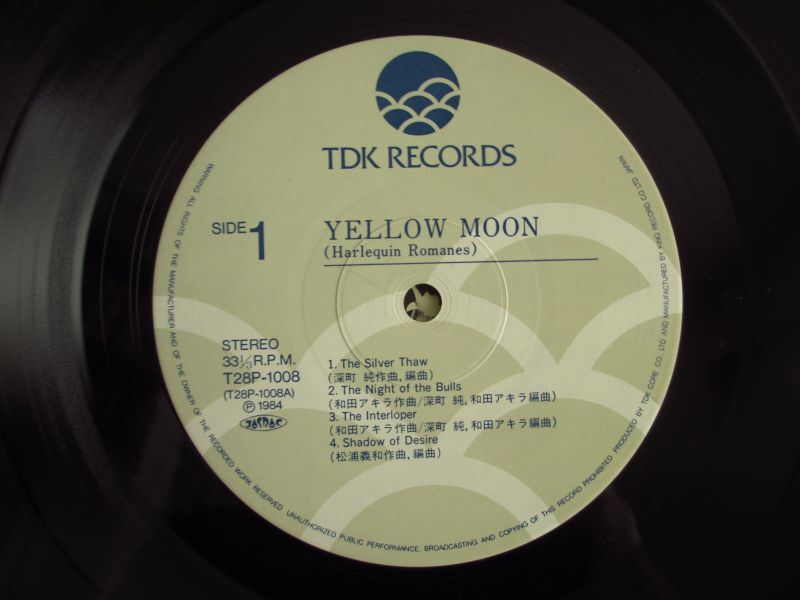 TDK RECORDS
SIDE 1
YELLOW MOON
(Harlequin Romanes)
STEREO
33⅓ R.P.M.
T28P-1008
(T28P-1008A)
Ⓟ 1984
JASRAC
1. The Silver Thaw
(深町 純作曲, 編曲)
2. The Night of the Bulls
(和田アキラ作曲/深町 純, 和田アキラ編曲)
3. The Interloper
(和田アキラ作曲/深町 純, 和田アキラ編曲)
4. Shadow of Desire
(松浦義和作曲, 編曲)
WARNING: ALL RIGHTS OF THE MANUFACTURER AND OF THE OWNER OF THE RECORDED WORK RESERVED. UNAUTHORIZED PUBLIC PERFORMANCE, BROADCASTING AND COPYING OF THIS RECORD PROHIBITED. PRODUCED BY TDK CORE CO., LTD. AND MANUFACTURED BY KING RECORD CO., LTD. JAPAN